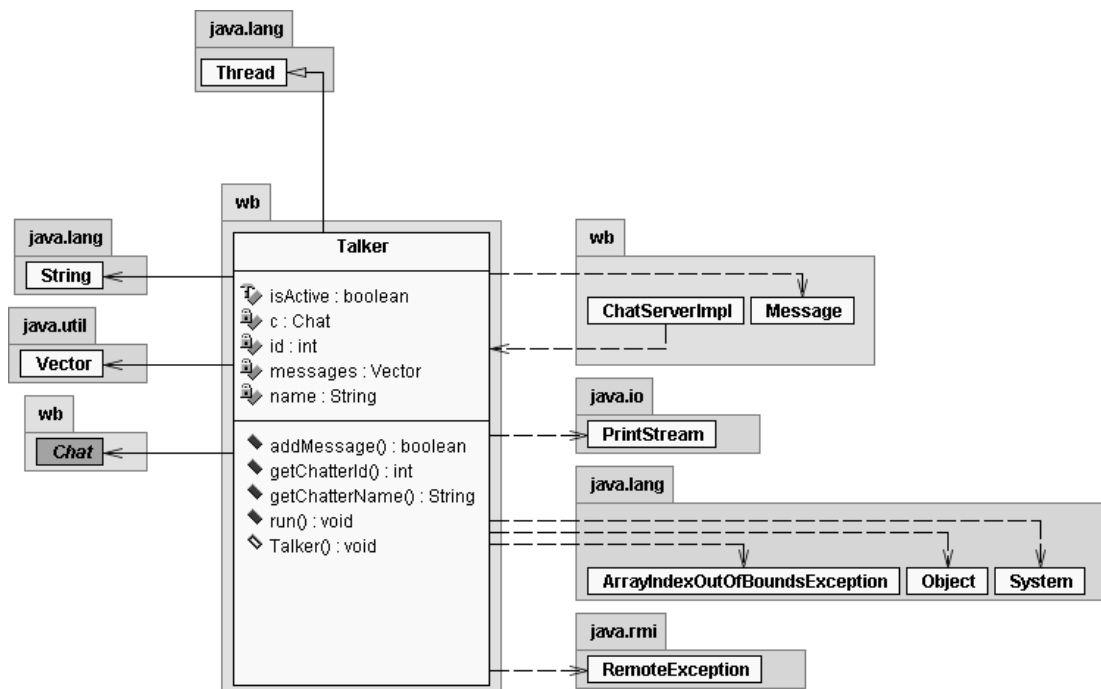 java.lang
Thread
wb
Talker
isActive : boolean
c : Chat
id : int
messages : Vector
name : String
addMessage() : boolean
getChatterId() : int
getChatterName() : String
run() : void
Talker() : void
java.lang
String
java.util
Vector
wb
Chat
wb
ChatServerImpl
Message
java.io
PrintStream
java.lang
ArrayIndexOutOfBoundsException
Object
System
java.rmi
RemoteException